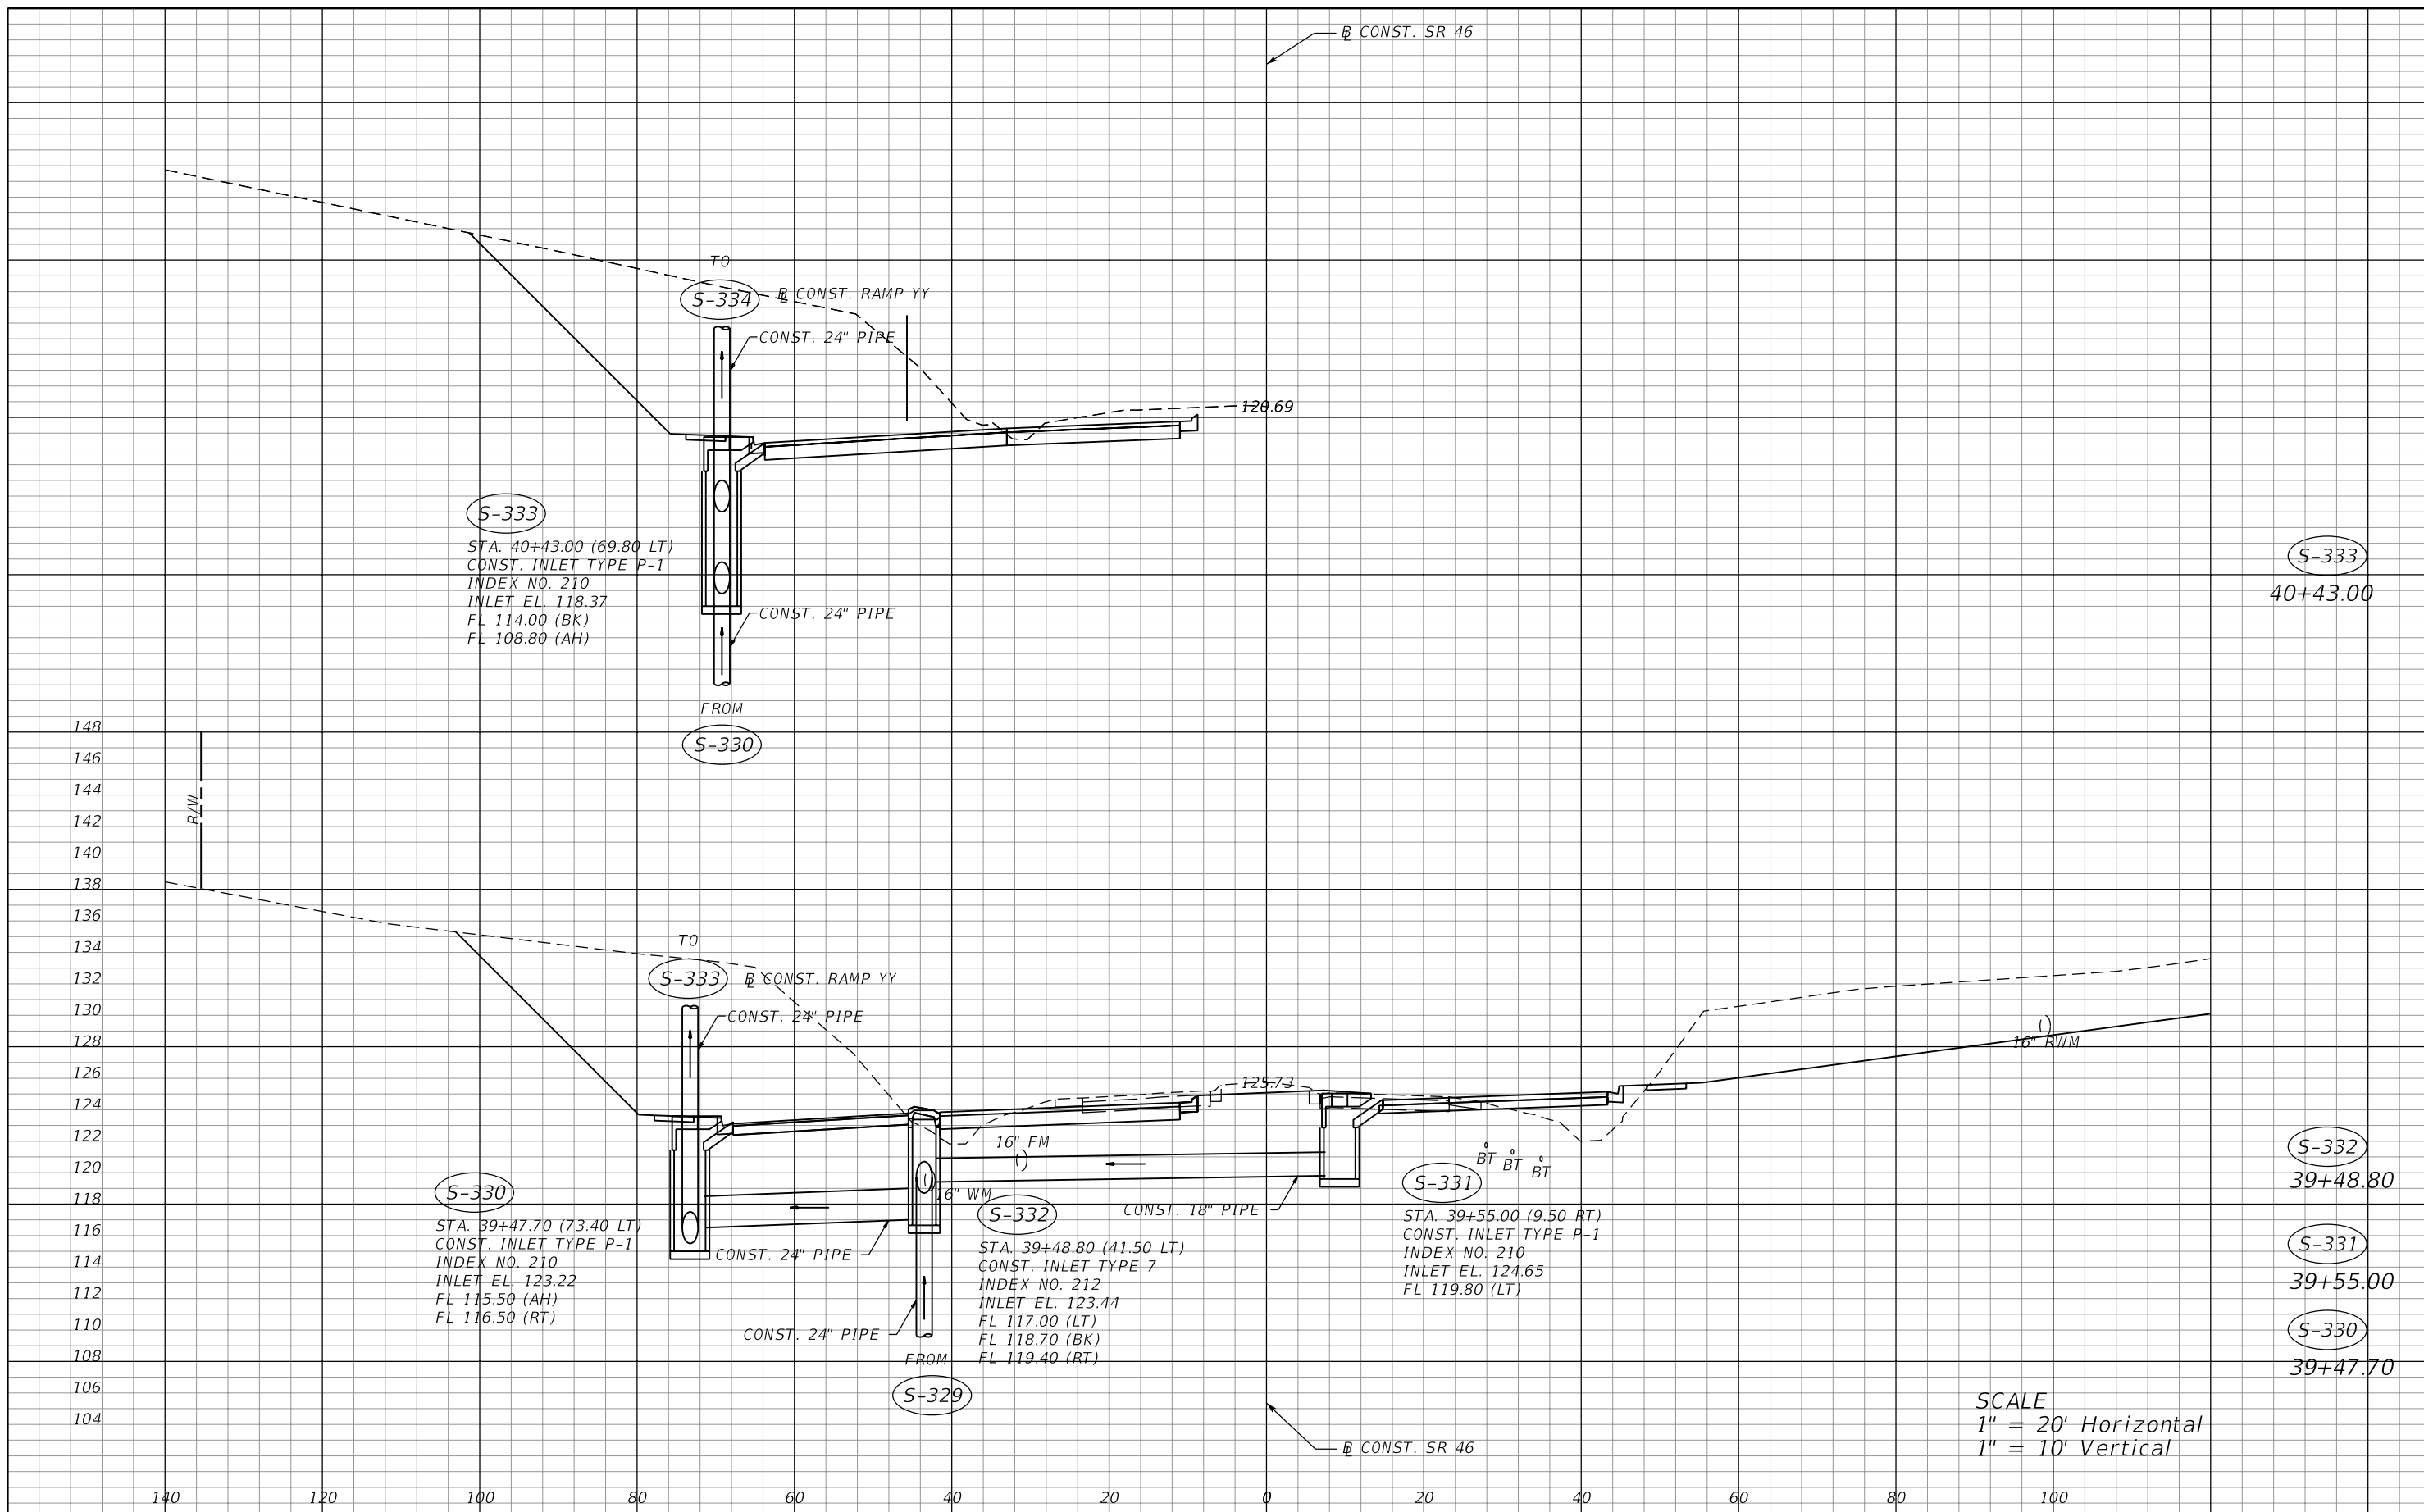 B CONST. SR 46
TO
S-334
B CONST. RAMP YY
CONST. 24" PIPE
120.69
S-333
STA. 40+43.00 (69.80 LT)
CONST. INLET TYPE P-1
INDEX NO. 210
INLET EL. 118.37
FL 114.00 (BK)
FL 108.80 (AH)
CONST. 24" PIPE
FROM
S-330
S-333
40+43.00
148
146
144
142
140
138
136
134
132
130
128
126
124
122
120
118
116
114
112
110
108
106
104
R/W
TO
S-333
B CONST. RAMP YY
CONST. 24" PIPE
125.73
16" RWM
16" FM
16" WM
BT
BT
BT
S-330
STA. 39+47.70 (73.40 LT)
CONST. INLET TYPE P-1
INDEX NO. 210
INLET EL. 123.22
FL 115.50 (AH)
FL 116.50 (RT)
CONST. 24" PIPE
CONST. 24" PIPE
FROM
S-329
S-332
STA. 39+48.80 (41.50 LT)
CONST. INLET TYPE 7
INDEX NO. 212
INLET EL. 123.44
FL 117.00 (LT)
FL 118.70 (BK)
FL 119.40 (RT)
CONST. 18" PIPE
S-331
STA. 39+55.00 (9.50 RT)
CONST. INLET TYPE P-1
INDEX NO. 210
INLET EL. 124.65
FL 119.80 (LT)
S-332
39+48.80
S-331
39+55.00
S-330
39+47.70
SCALE
1" = 20' Horizontal
1" = 10' Vertical
B CONST. SR 46
140 120 100 80 60 40 20 0 20 40 60 80 100